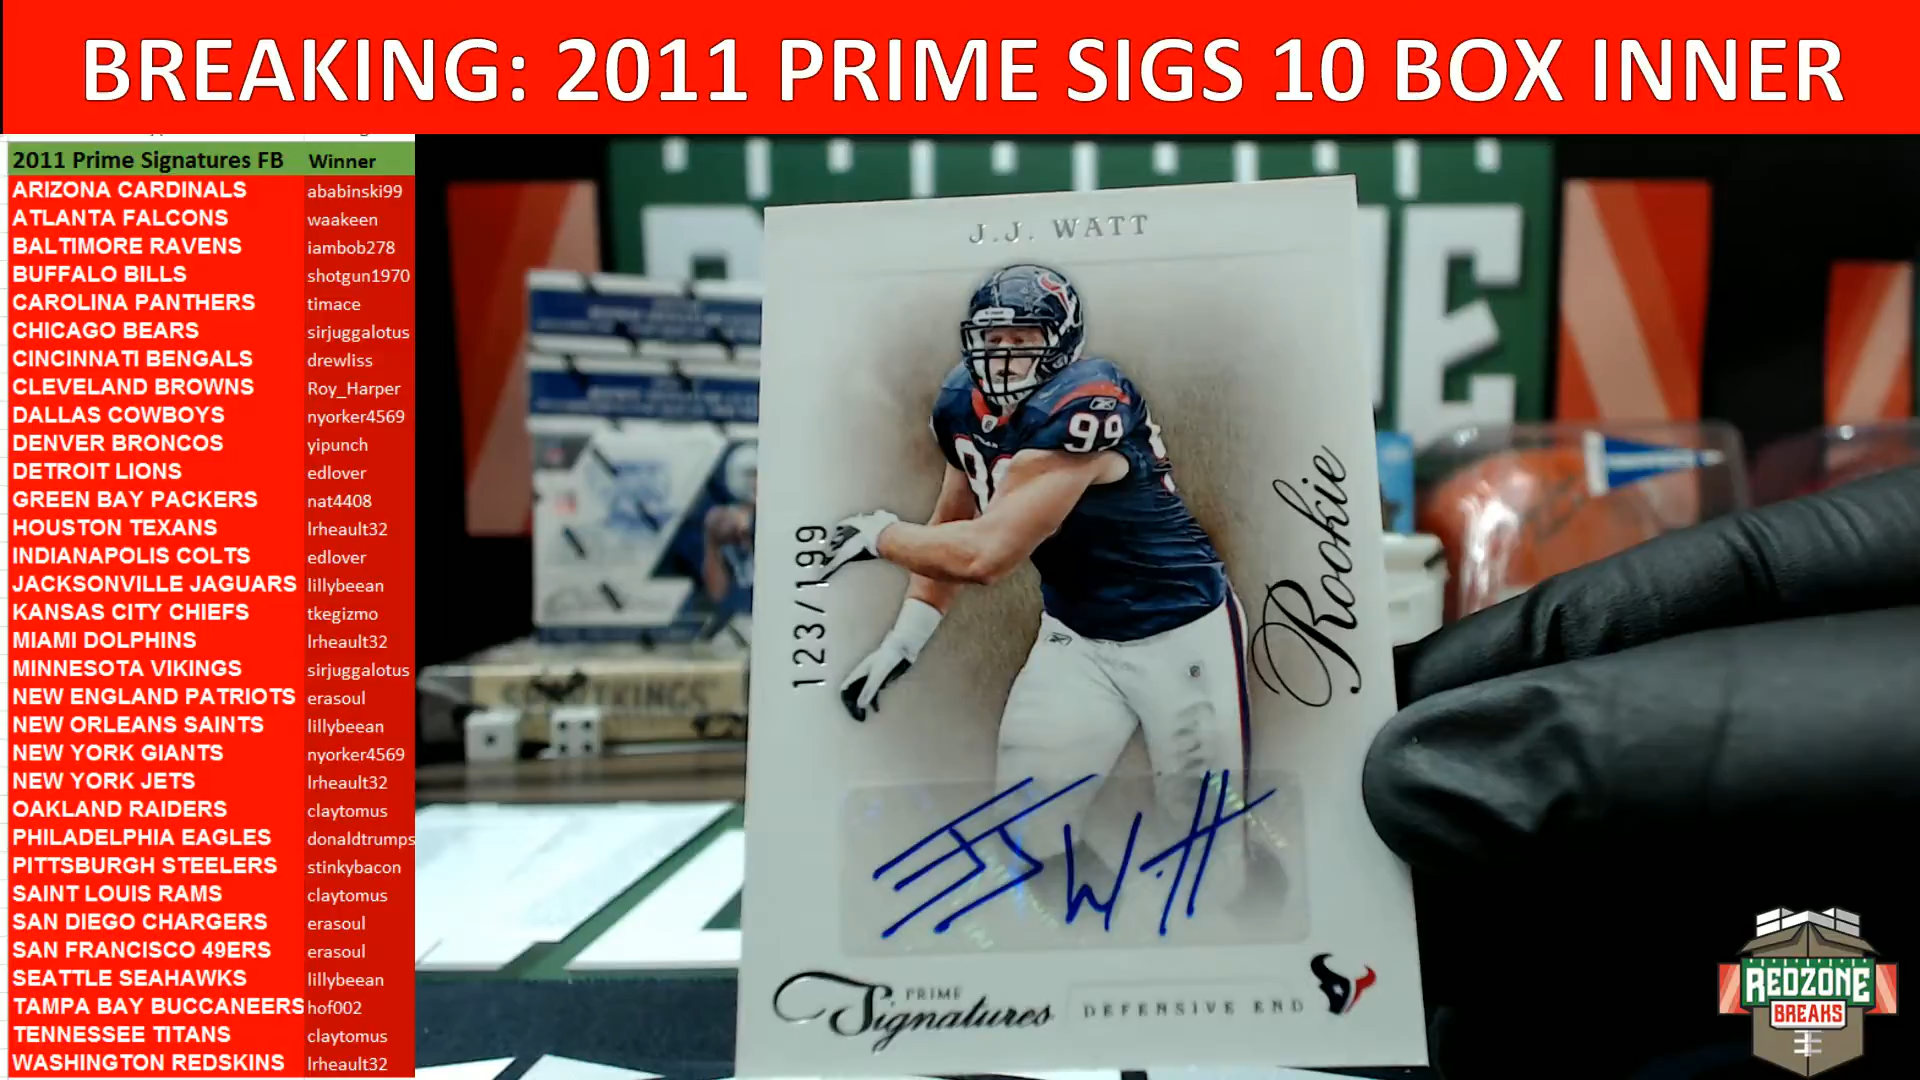 BREAKING: 2011 PRIME SIGS 10 BOX INNER
2011 Prime Signatures FB Winner
ARIZONA CARDINALS ababinski99
ATLANTA FALCONS waakeen
BALTIMORE RAVENS iambob278
BUFFALO BILLS shotgun1970
CAROLINA PANTHERS timace
CHICAGO BEARS sirjuggalotus
CINCINNATI BENGALS drewliss
CLEVELAND BROWNS Roy_Harper
DALLAS COWBOYS nyorker4569
DENVER BRONCOS yipunch
DETROIT LIONS edlover
GREEN BAY PACKERS nat4408
HOUSTON TEXANS lrheault32
INDIANAPOLIS COLTS edlover
JACKSONVILLE JAGUARS lillybeean
KANSAS CITY CHIEFS tkegizmo
MIAMI DOLPHINS lrheault32
MINNESOTA VIKINGS sirjuggalotus
NEW ENGLAND PATRIOTS erasoul
NEW ORLEANS SAINTS lillybeean
NEW YORK GIANTS nyorker4569
NEW YORK JETS lrheault32
OAKLAND RAIDERS claytomus
PHILADELPHIA EAGLES donaldtrumps
PITTSBURGH STEELERS stinkybacon
SAINT LOUIS RAMS claytomus
SAN DIEGO CHARGERS erasoul
SAN FRANCISCO 49ERS erasoul
SEATTLE SEAHAWKS lillybeean
TAMPA BAY BUCCANEERS hof002
TENNESSEE TITANS claytomus
WASHINGTON REDSKINS lrheault32
J.J. WATT
99
123/199
Rookie
JJ Watt
PRIME
Signatures
DEFENSIVE END
SPORTKINGS
REDZONE
BREAKS